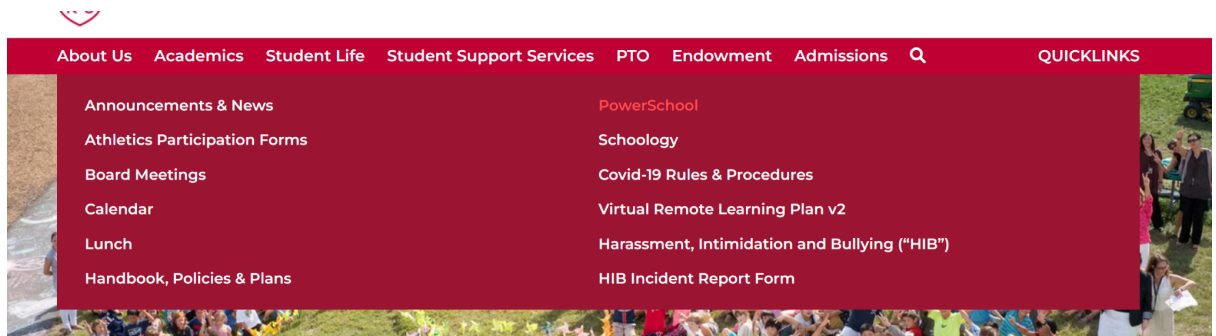 About Us Academics Student Life Student Support Services PTO Endowment Admissions QUICKLINKS
Announcements & News
Athletics Participation Forms
Board Meetings
Calendar
Lunch
Handbook, Policies & Plans
PowerSchool
Schoology
Covid-19 Rules & Procedures
Virtual Remote Learning Plan v2
Harassment, Intimidation and Bullying (“HIB”)
HIB Incident Report Form